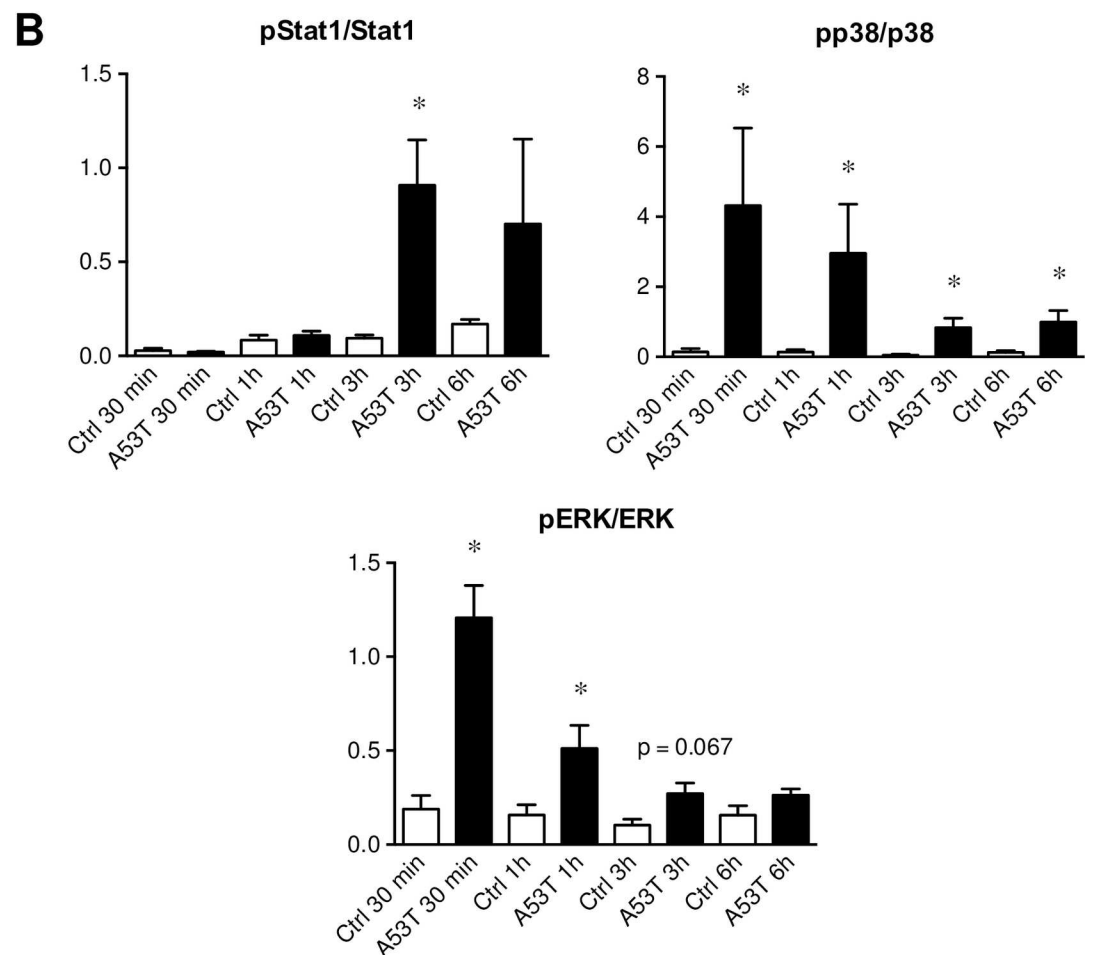 B
pStat1/Stat1
1.5
1.0
0.5
0.0
*
Ctrl 30 min
A53T 30 min
Ctrl 1h
A53T 1h
Ctrl 3h
A53T 3h
Ctrl 6h
A53T 6h
pp38/p38
8
6
4
2
0
*
*
*
*
Ctrl 30 min
A53T 30 min
Ctrl 1h
A53T 1h
Ctrl 3h
A53T 3h
Ctrl 6h
A53T 6h
pERK/ERK
1.5
1.0
0.5
0.0
*
*
p = 0.067
Ctrl 30 min
A53T 30 min
Ctrl 1h
A53T 1h
Ctrl 3h
A53T 3h
Ctrl 6h
A53T 6h